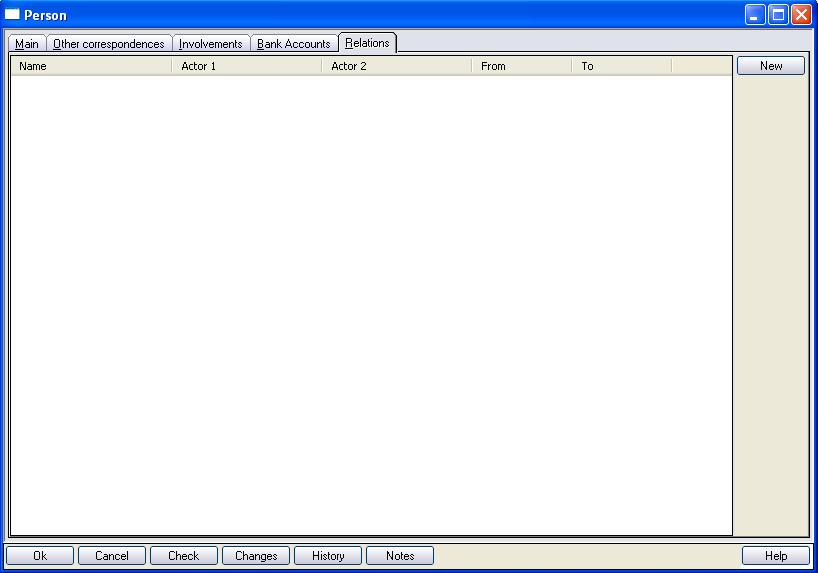 Person
Main Other correspondences Involvements Bank Accounts Relations
Name Actor 1 Actor 2 From To New
Ok Cancel Check Changes History Notes Help